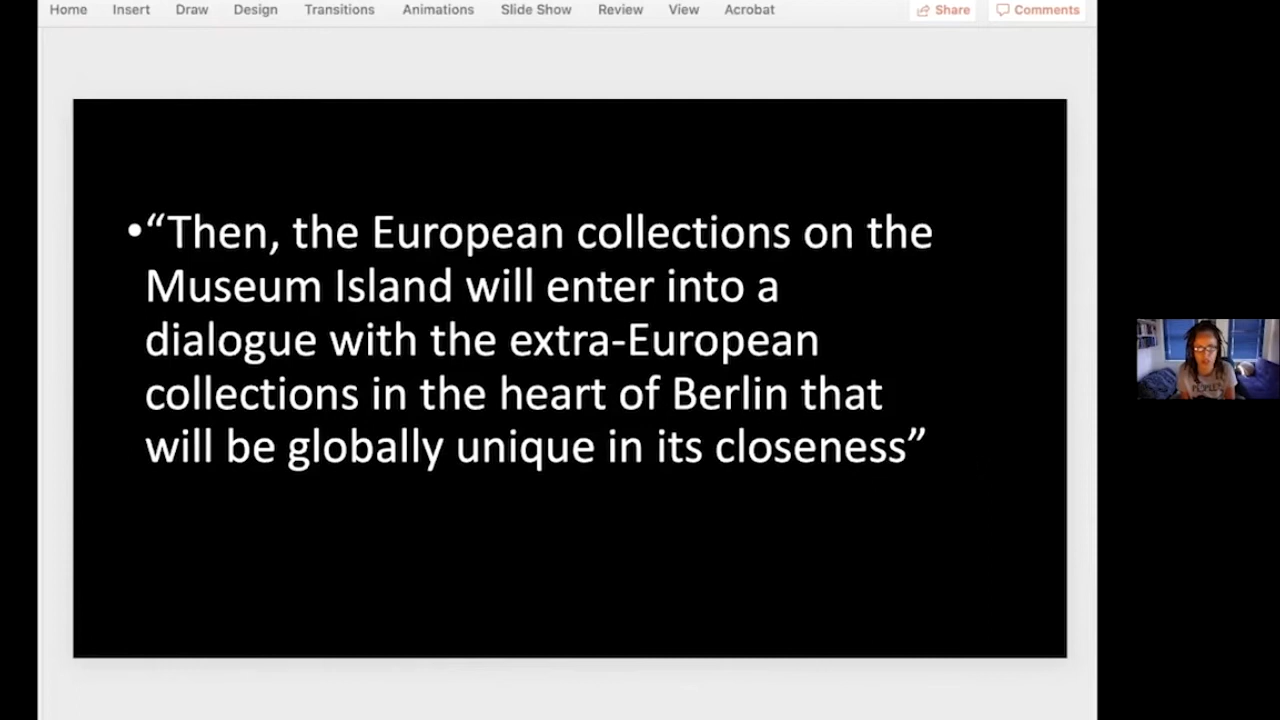 Home Insert Draw Design Transitions Animations Slide Show Review View Acrobat Share Comments
•“Then, the European collections on the
Museum Island will enter into a
dialogue with the extra-European
collections in the heart of Berlin that
will be globally unique in its closeness”